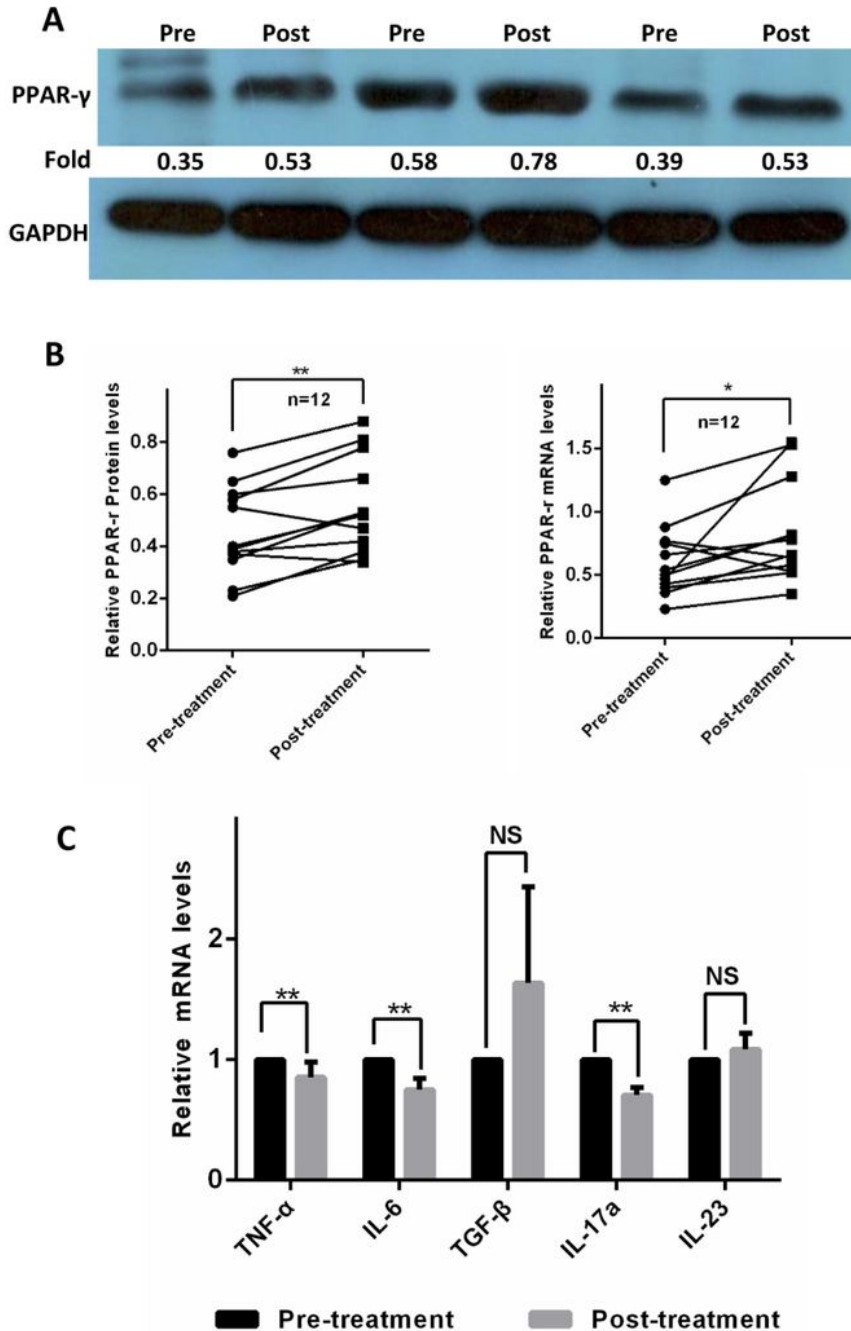 A
Pre Post Pre Post Pre Post
PPAR-γ
Fold 0.35 0.53 0.58 0.78 0.39 0.53
GAPDH
B
**
n=12
Relative PPAR-r Protein levels
0.8
0.6
0.4
0.2
0.0
Pre-treatment
Post-treatment
*
n=12
Relative PPAR-r mRNA levels
1.5
1.0
0.5
0.0
Pre-treatment
Post-treatment
C
Relative mRNA levels
2
1
0
**
**
NS
**
NS
TNF-α
IL-6
TGF-β
IL-17a
IL-23
Pre-treatment
Post-treatment